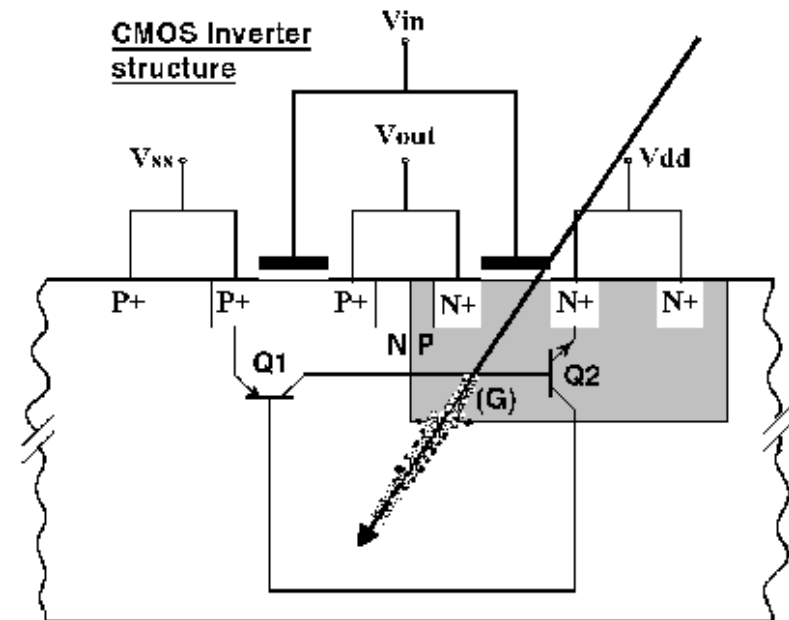 CMOS Inverter
structure
Vin
Vss
Vout
Vdd
P+ P+ P+ N+ N+ N+
N P
Q1
Q2
(G)